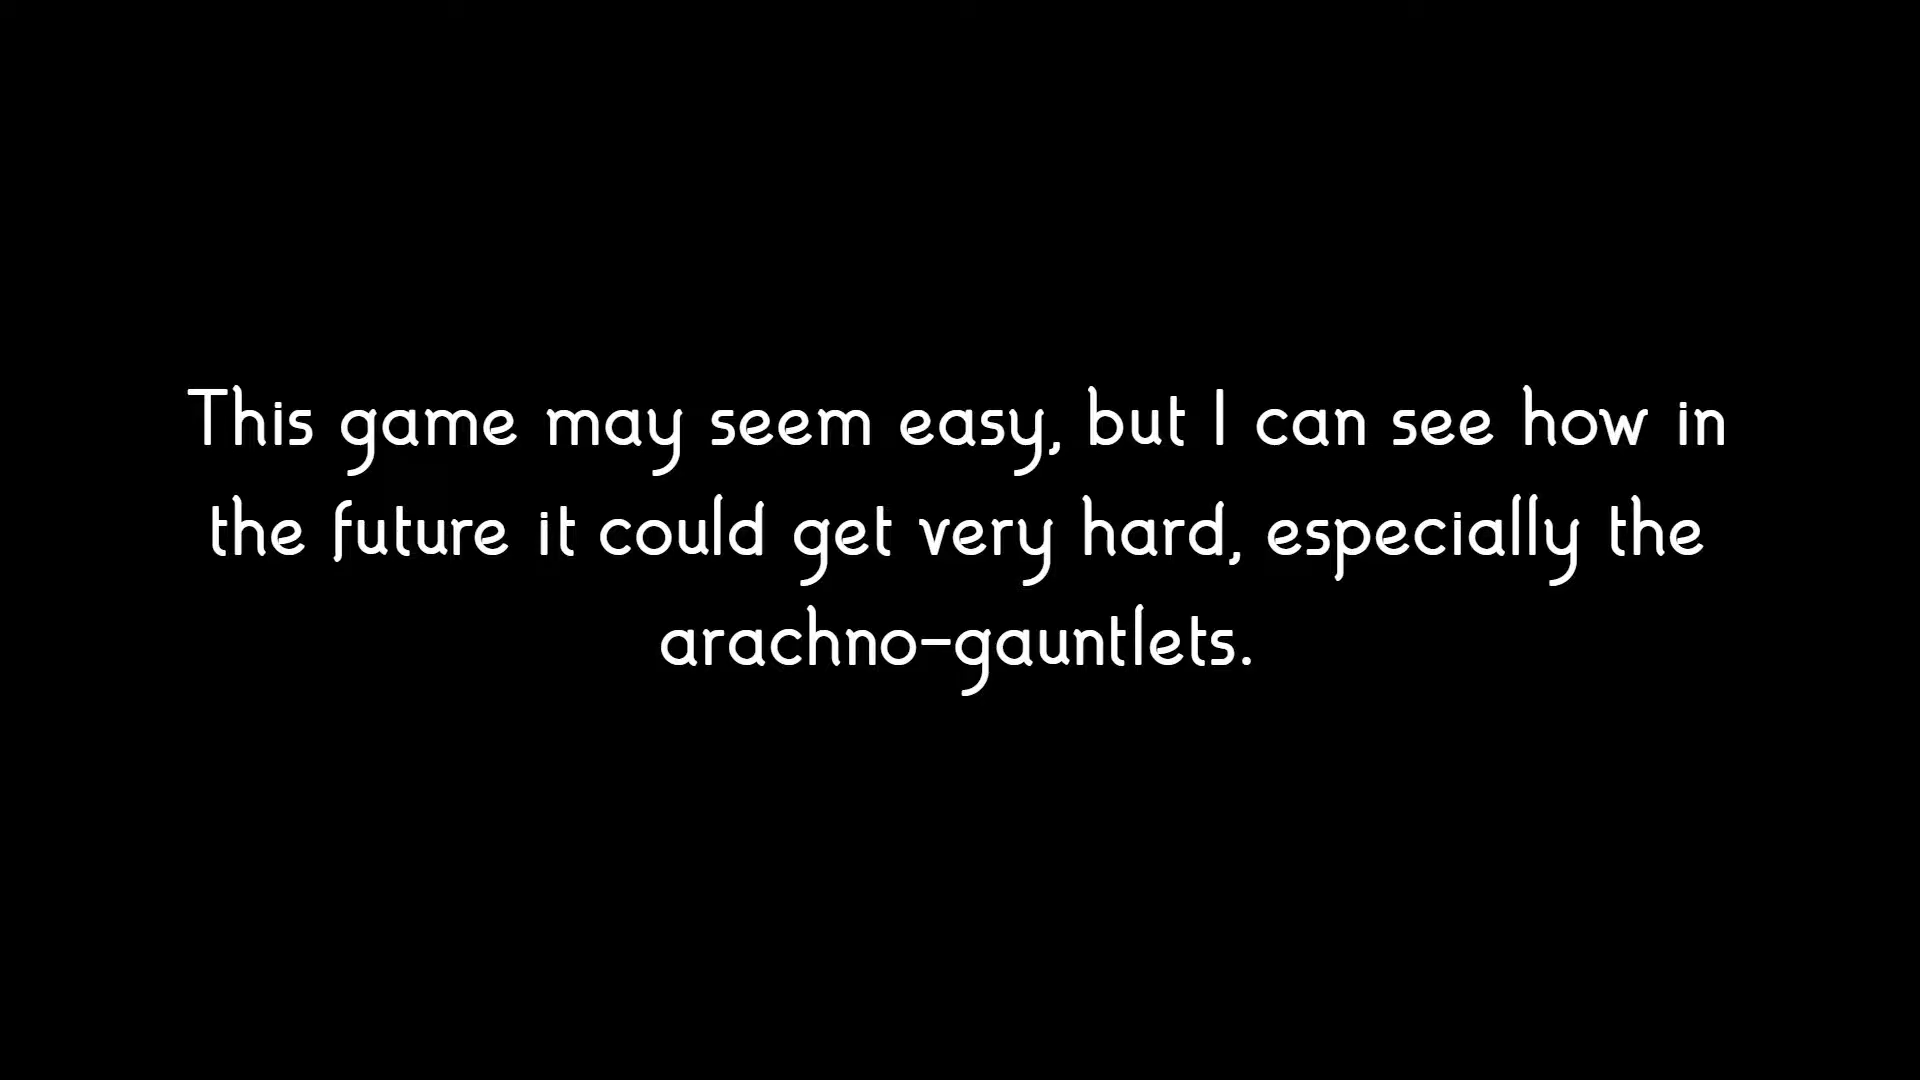 This game may seem easy, but I can see how in
the future it could get very hard, especially the
arachno-gauntlets.